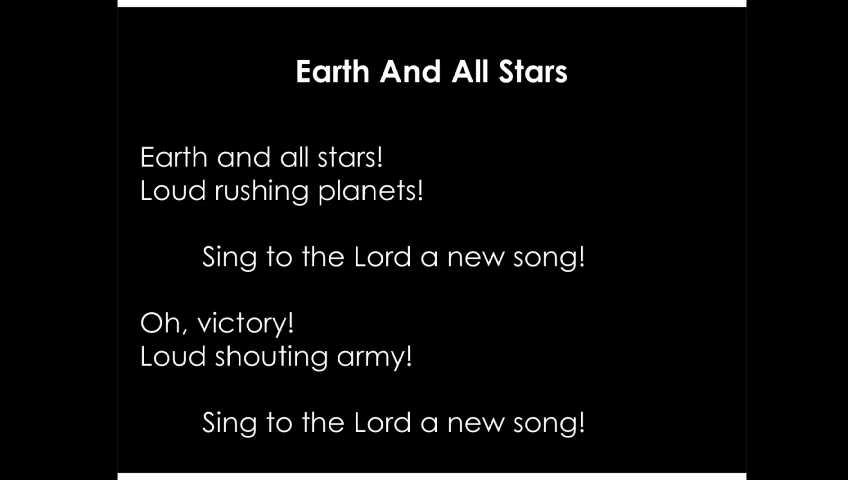 Earth And All Stars
Earth and all stars!
Loud rushing planets!
Sing to the Lord a new song!
Oh, victory!
Loud shouting army!
Sing to the Lord a new song!